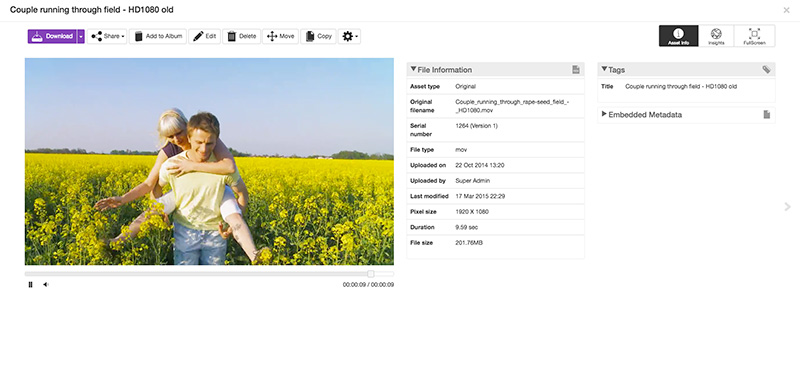 Couple running through field - HD1080 old
Download
Share
Add to Album
Edit
Delete
Move
Copy
Asset Info
Insights
FullScreen
File Information
Asset type Original
Original filename Couple_running_through_rape-seed_field_-
_HD1080.mov
Serial number 1264 (Version 1)
File type mov
Uploaded on 22 Oct 2014 13:20
Uploaded by Super Admin
Last modified 17 Mar 2015 22:29
Pixel size 1920 X 1080
Duration 9.59 sec
File size 201.76MB
Tags
Title Couple running through field - HD1080 old
Embedded Metadata
00:00:09 / 00:00:09